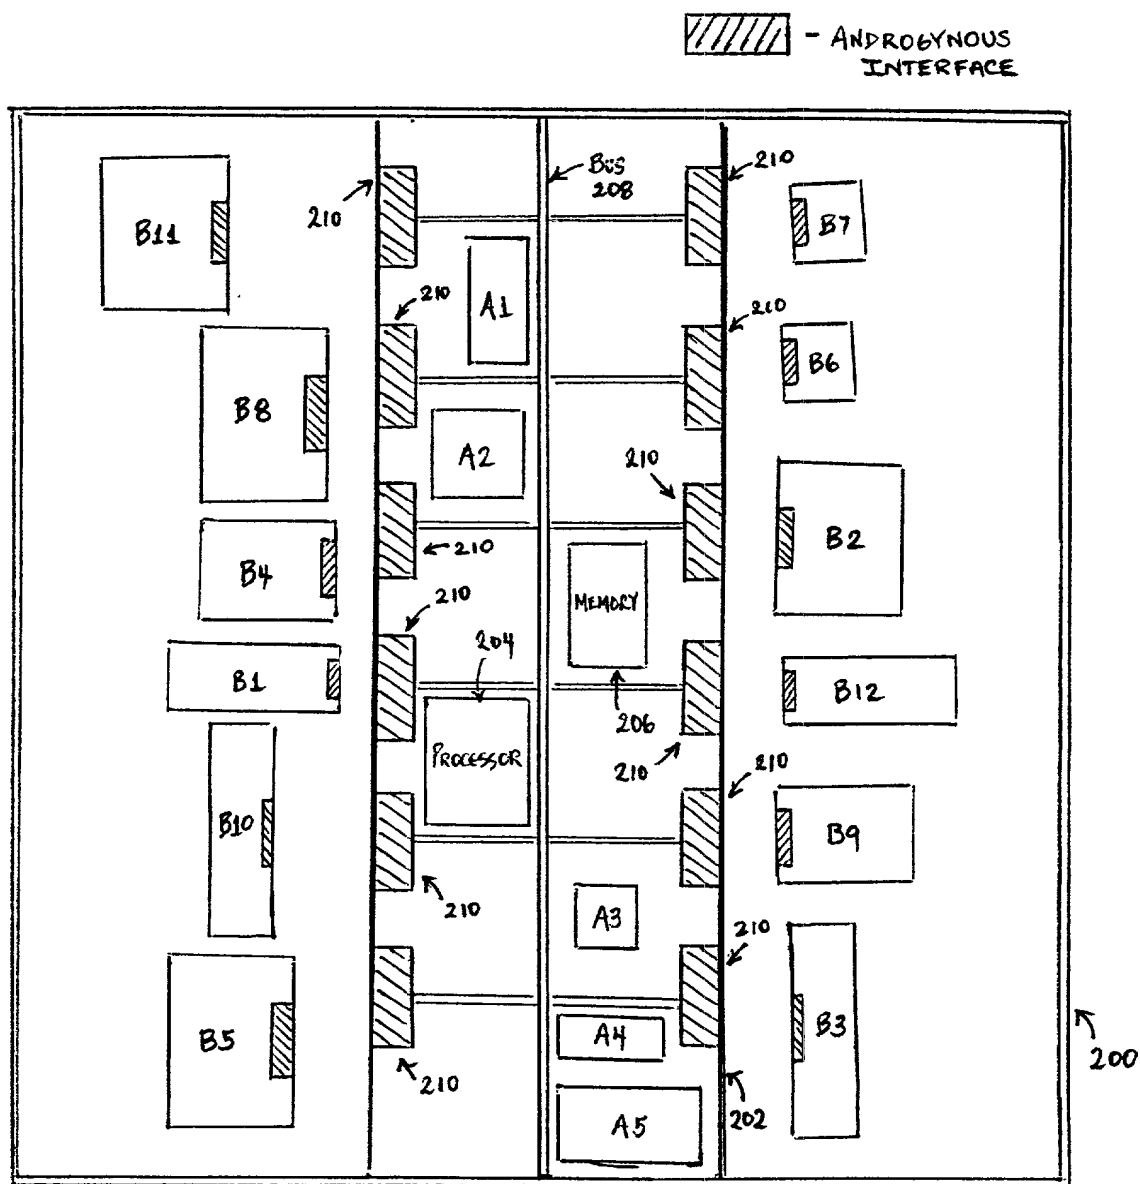 - ANDROGYNOUS
INTERFACE
BUS
208
210
210
B11
B7
A1
210
210
B6
B8
A2
210
210
B2
B4
MEMORY
210
204
B1
B12
206
PROCESSOR
210
210
B10
B9
210
A3
210
B5
A4
B3
210
200
202
A5